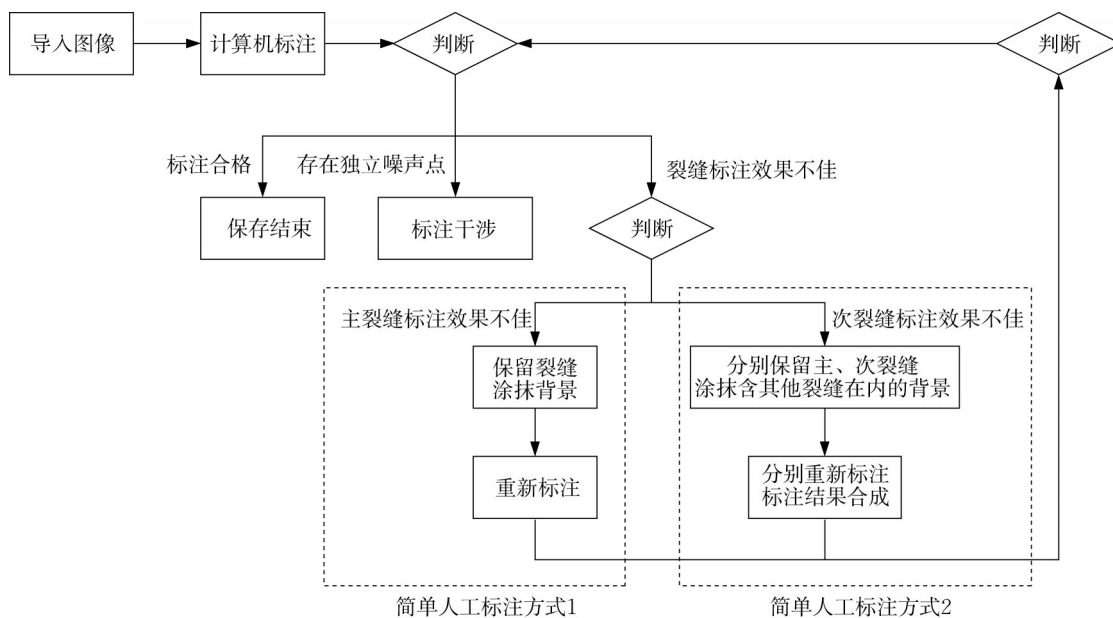 导入图像
计算机标注
判断
判断
标注合格
存在独立噪声点
裂缝标注效果不佳
保存结束
标注干涉
判断
主裂缝标注效果不佳
次裂缝标注效果不佳
保留裂缝
涂抹背景
分别保留主、次裂缝
涂抹含其他裂缝在内的背景
重新标注
分别重新标注
标注结果合成
简单人工标注方式1
简单人工标注方式2